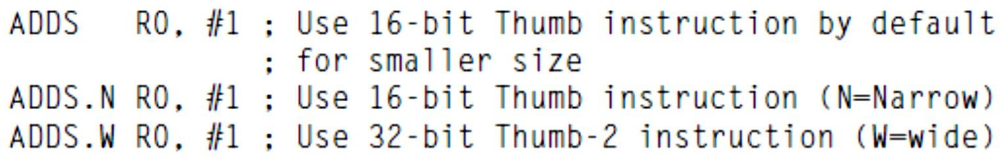 ADDS   R0, #1 ; Use 16-bit Thumb instruction by default
; for smaller size
ADDS.N R0, #1 ; Use 16-bit Thumb instruction (N=Narrow)
ADDS.W R0, #1 ; Use 32-bit Thumb-2 instruction (W=wide)